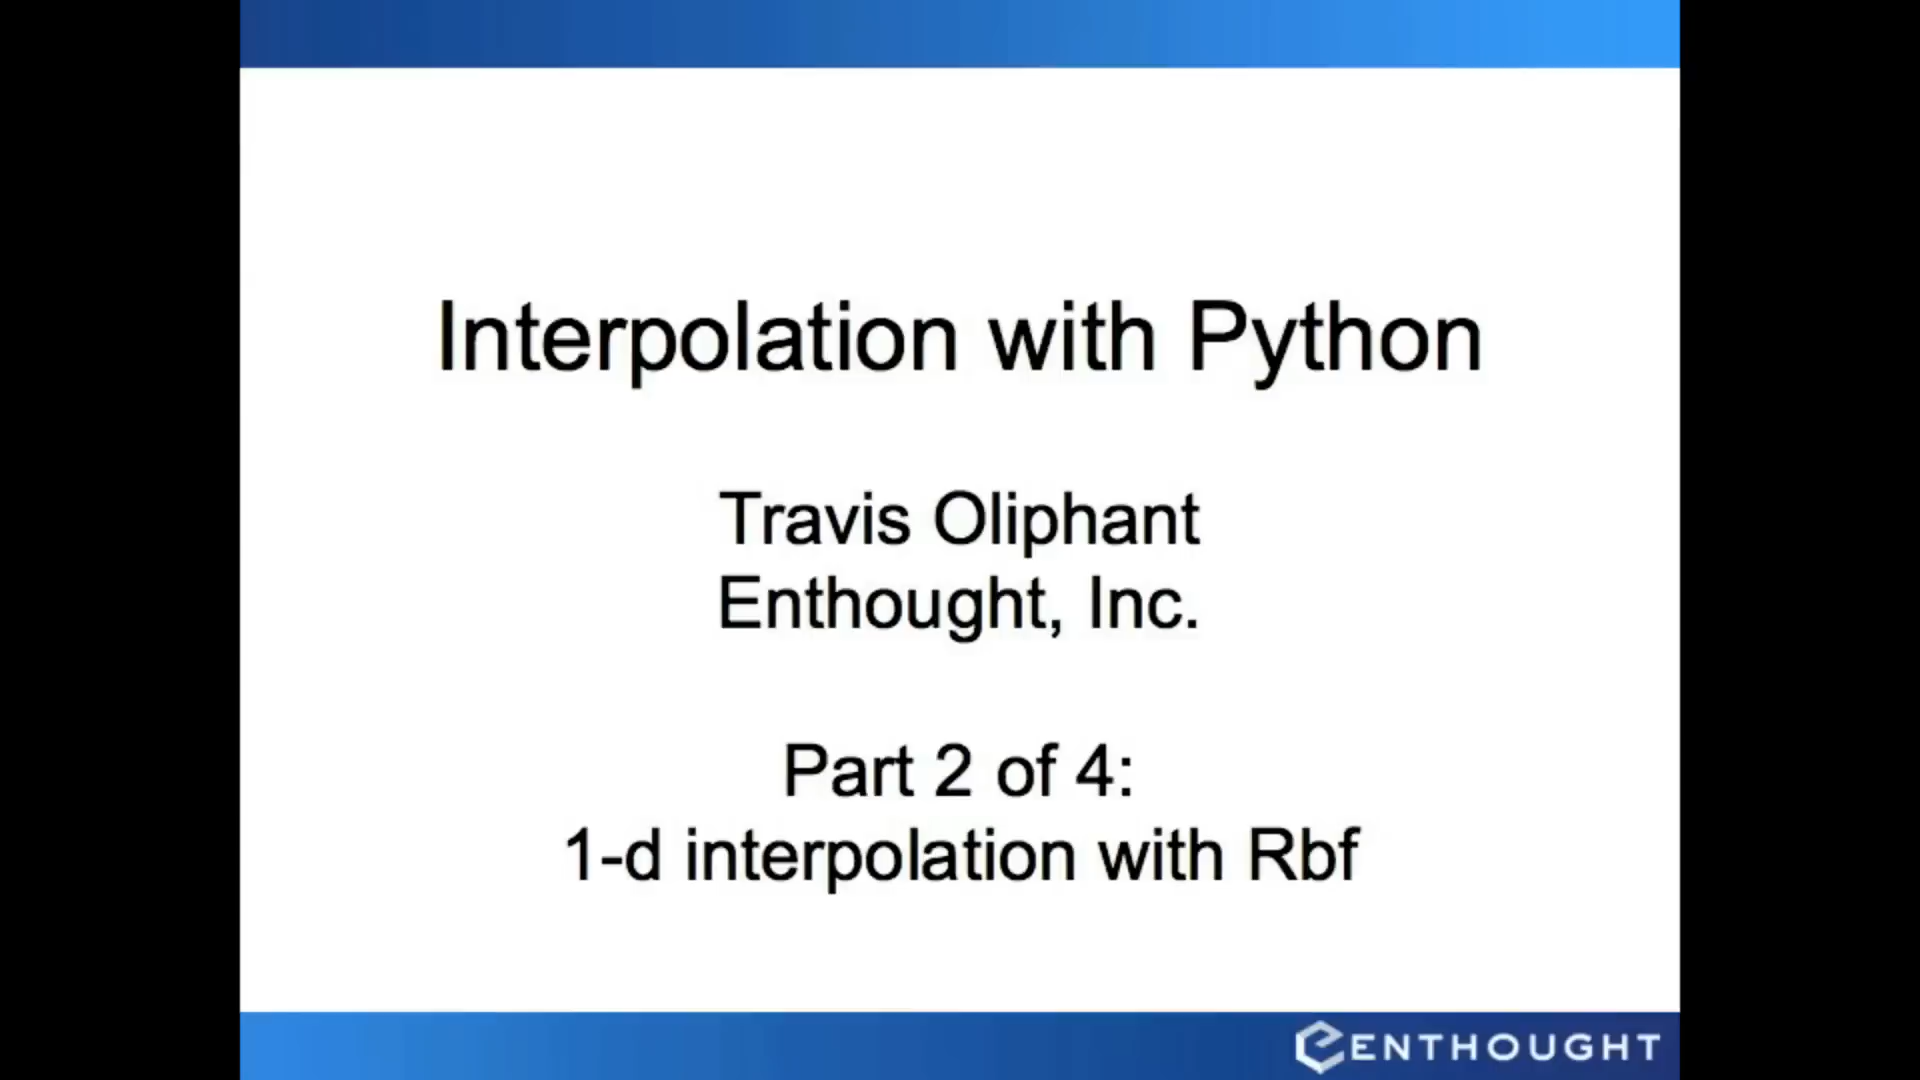 Interpolation with Python
Travis Oliphant
Enthought, Inc.
Part 2 of 4:
1-d interpolation with Rbf
ENTHOUGHT